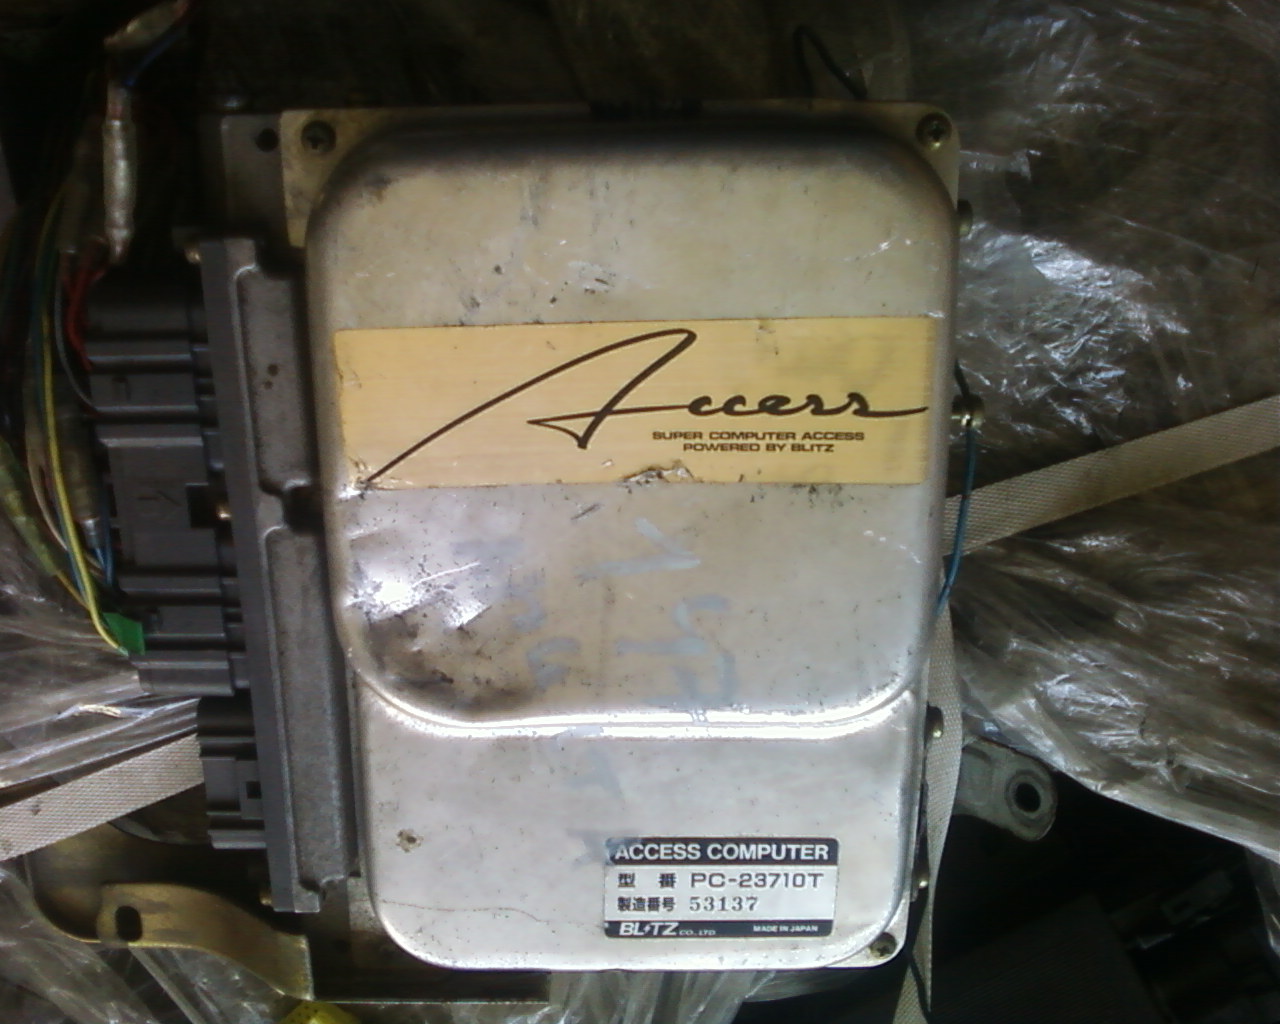 Access
SUPER COMPUTER ACCESS
POWERED BY BLITZ
ACCESS COMPUTER
型 番 PC-23710T
製造番号 53137
BLITZ CO., LTD. MADE IN JAPAN